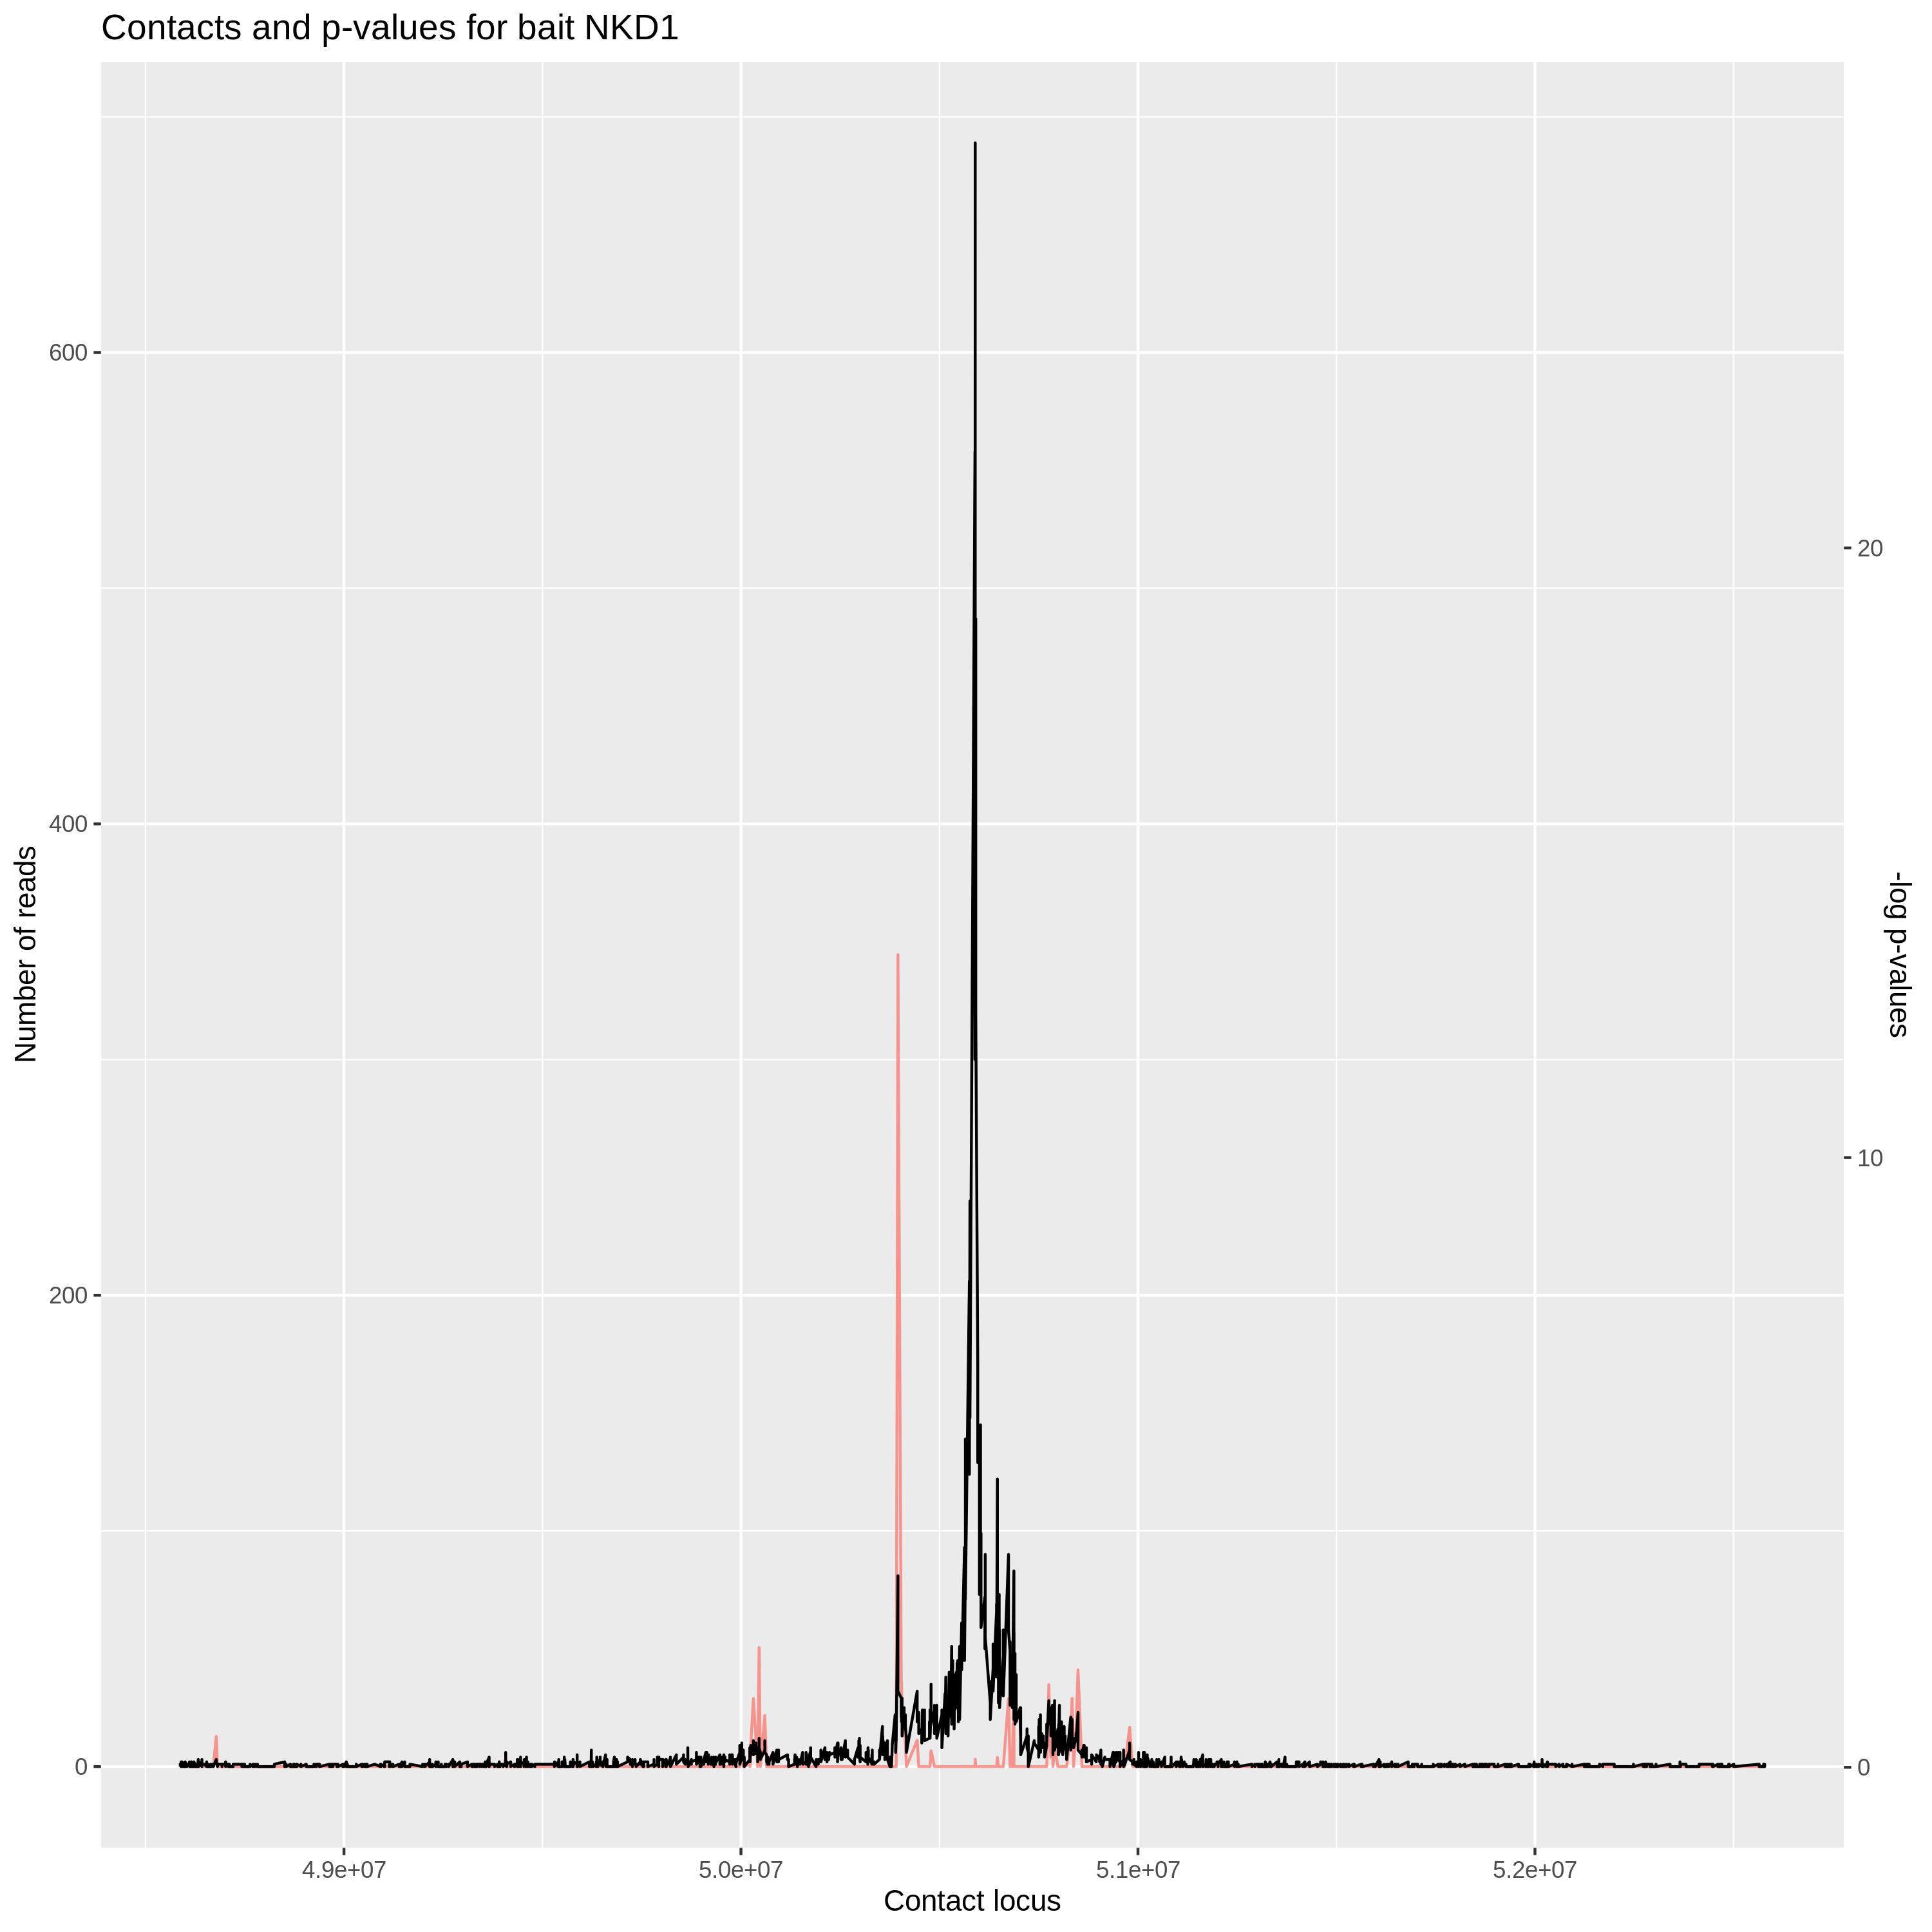 Contacts and p-values for bait NKD1
600
400
200
0
Number of reads
20
10
0
-log p-values
4.9e+07
5.0e+07
5.1e+07
5.2e+07
Contact locus